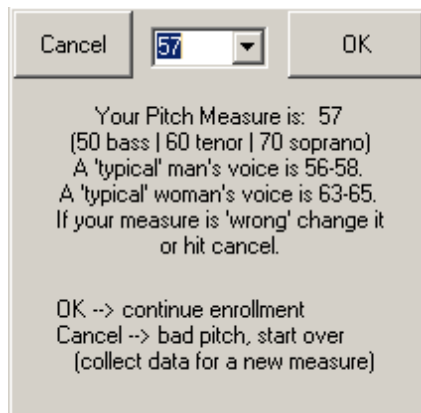 Cancel 57 OK
Your Pitch Measure is: 57
(50 bass | 60 tenor | 70 soprano)
A 'typical' man's voice is 56-58.
A 'typical' woman's voice is 63-65.
If your measure is 'wrong' change it
or hit cancel.
OK --> continue enrollment
Cancel --> bad pitch, start over
(collect data for a new measure)